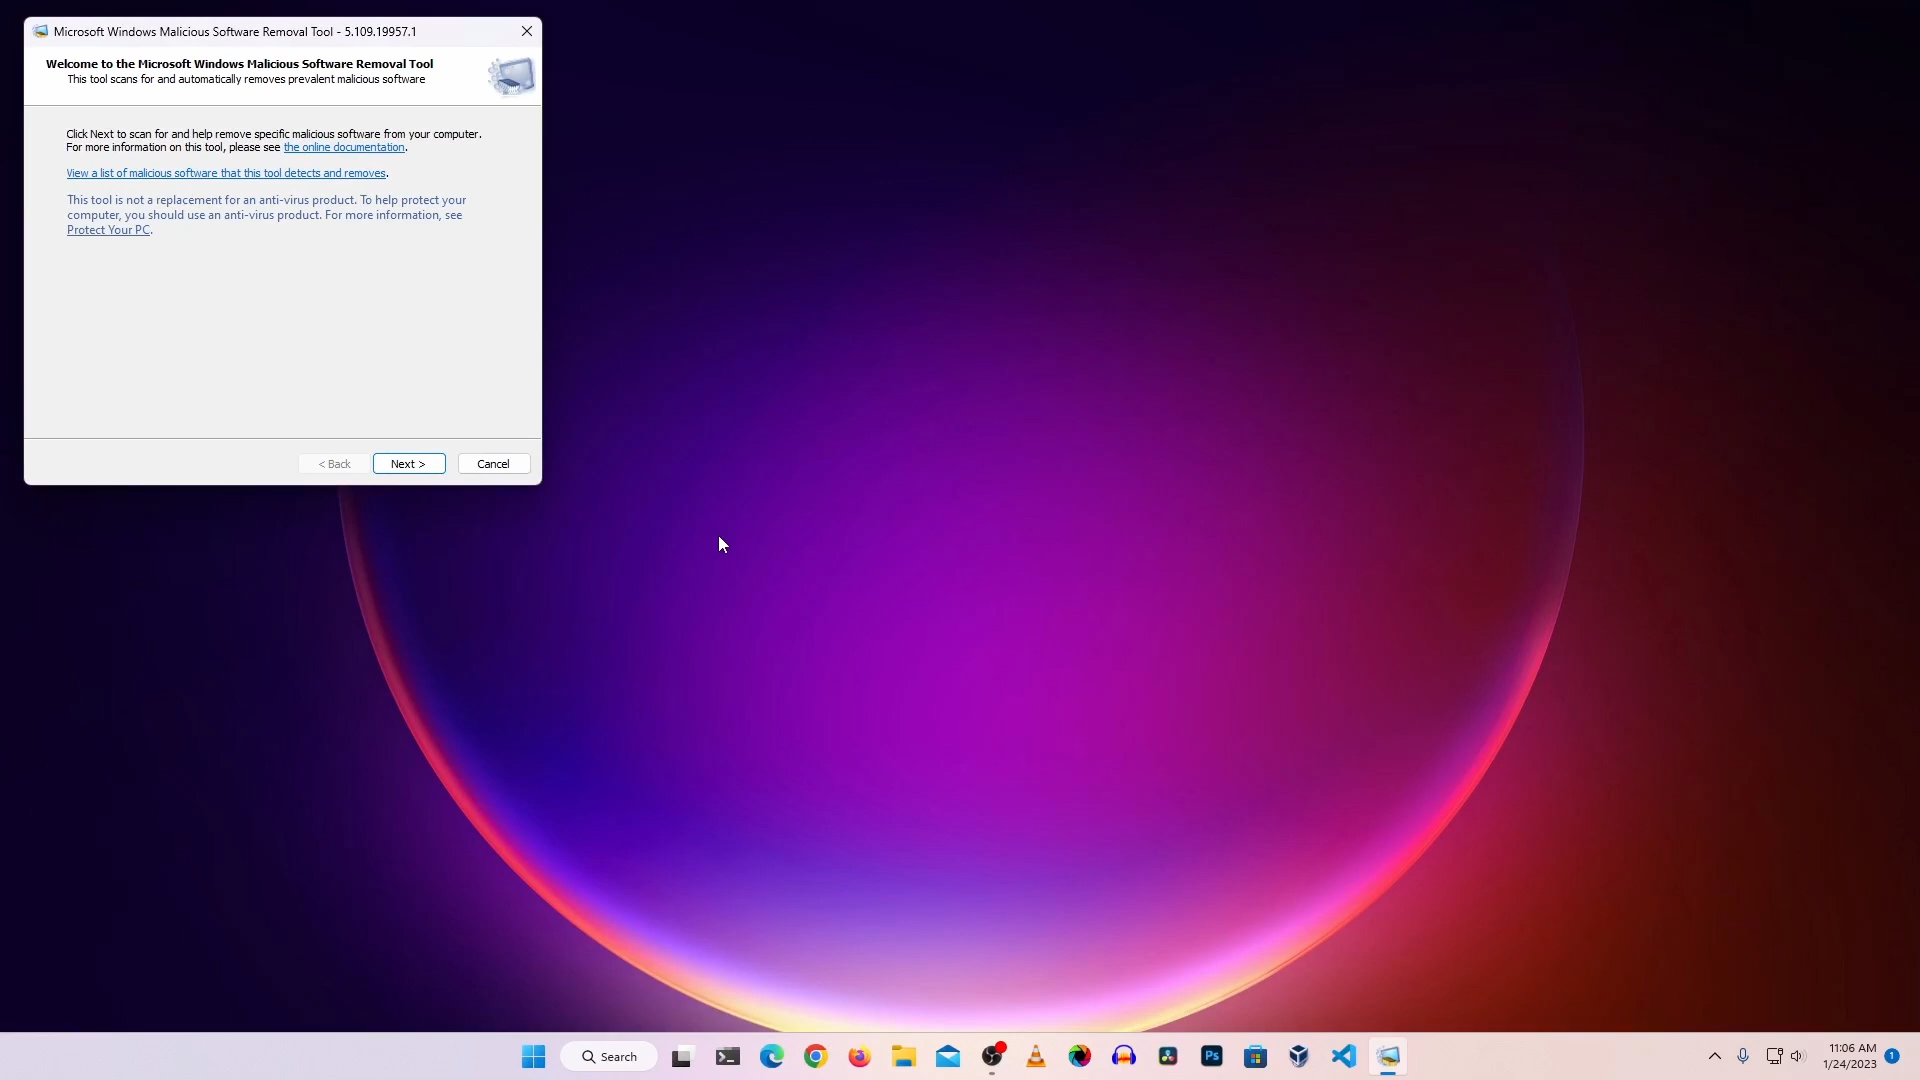 Microsoft Windows Malicious Software Removal Tool - 5.109.19957.1
Welcome to the Microsoft Windows Malicious Software Removal Tool
This tool scans for and automatically removes prevalent malicious software
Click Next to scan for and help remove specific malicious software from your computer.
For more information on this tool, please see the online documentation.
View a list of malicious software that this tool detects and removes.
This tool is not a replacement for an anti-virus product. To help protect your
computer, you should use an anti-virus product. For more information, see
Protect Your PC.
< Back
Next >
Cancel
Search
Ps
11:06 AM
1/24/2023
1